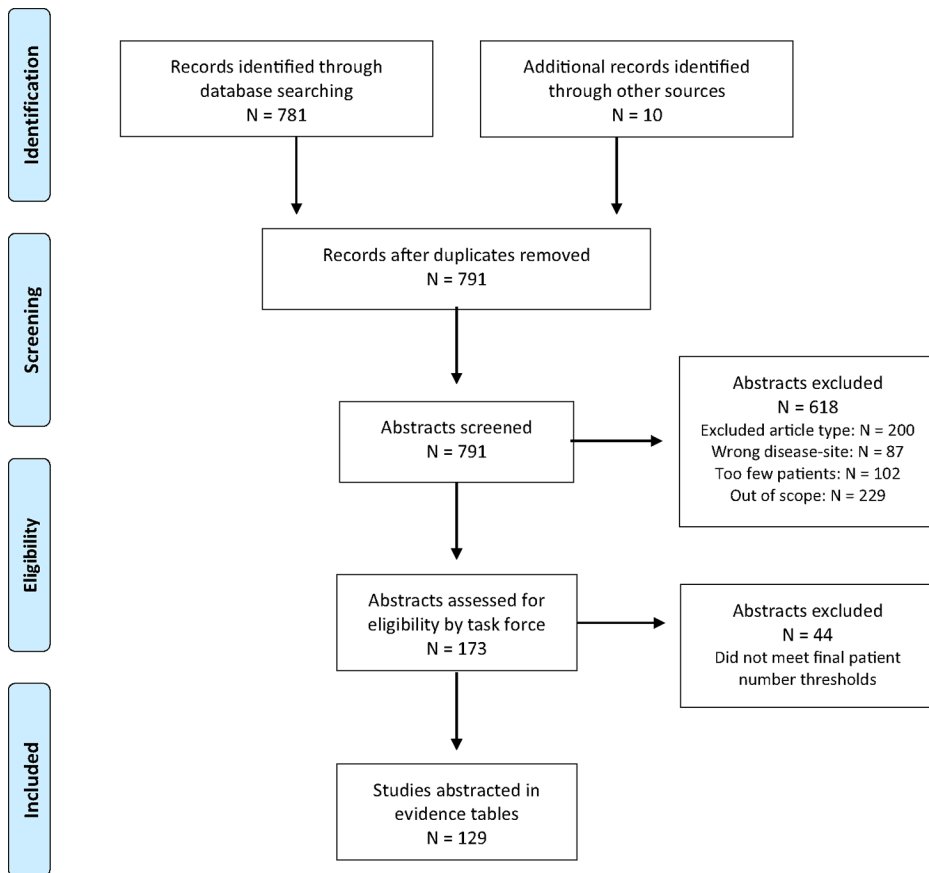 Identification
Records identified through
database searching
N = 781
Additional records identified
through other sources
N = 10
Screening
Records after duplicates removed
N = 791
Abstracts screened
N = 791
Abstracts excluded
N = 618
Excluded article type: N = 200
Wrong disease-site: N = 87
Too few patients: N = 102
Out of scope: N = 229
Eligibility
Abstracts assessed for
eligibility by task force
N = 173
Abstracts excluded
N = 44
Did not meet final patient
number thresholds
Included
Studies abstracted in
evidence tables
N = 129